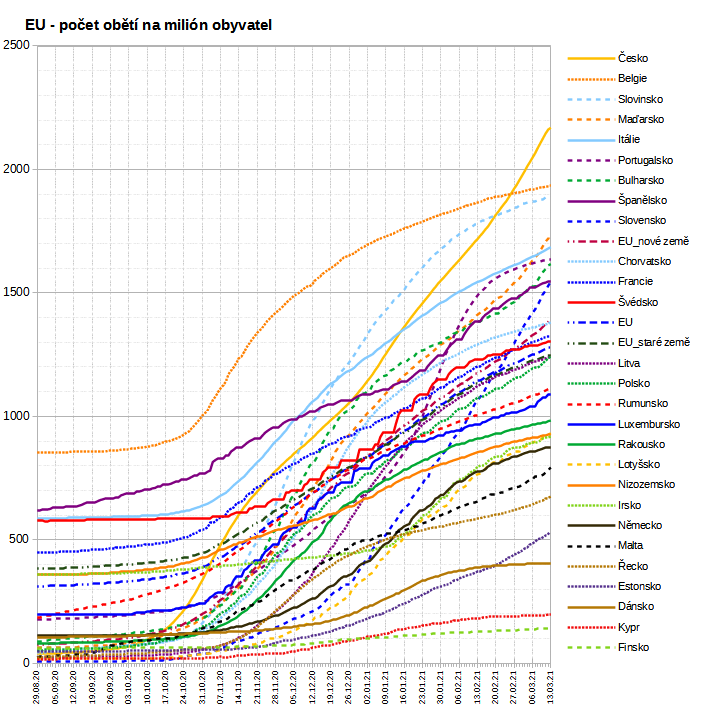 EU - počet obětí na milión obyvatel
2500
2000
1500
1000
500
0
Česko
Belgie
Slovinsko
Maďarsko
Itálie
Portugalsko
Bulharsko
Španělsko
Slovensko
EU_nové země
Chorvatsko
Francie
Švédsko
EU
EU_staré země
Litva
Polsko
Rumunsko
Luxembursko
Rakousko
Lotyšsko
Nizozemsko
Irsko
Německo
Malta
Řecko
Estonsko
Dánsko
Kypr
Finsko
29.08.20
05.09.20
12.09.20
19.09.20
26.09.20
03.10.20
10.10.20
17.10.20
24.10.20
31.10.20
07.11.20
14.11.20
21.11.20
28.11.20
05.12.20
12.12.20
19.12.20
26.12.20
02.01.21
09.01.21
16.01.21
23.01.21
30.01.21
06.02.21
13.02.21
20.02.21
27.02.21
06.03.21
13.03.21